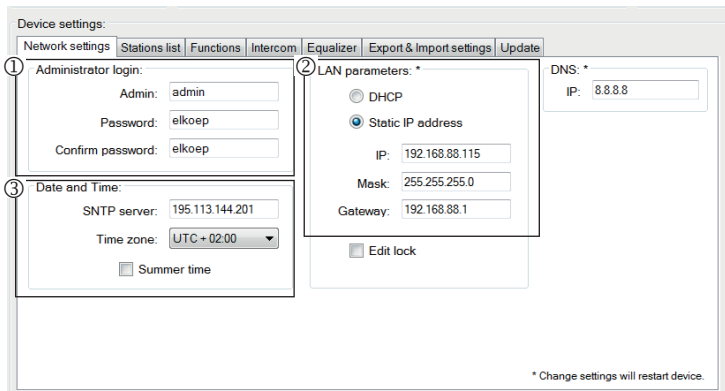 Device settings:
Network settings Stations list Functions Intercom Equalizer Export & Import settings Update
① Administrator login:
Admin: admin
Password: elkoep
Confirm password: elkoep
② LAN parameters: *
DHCP
Static IP address
IP: 192.168.88.115
Mask: 255.255.255.0
Gateway: 192.168.88.1
Edit lock
DNS: *
IP: 8.8.8.8
③ Date and Time:
SNTP server: 195.113.144.201
Time zone: UTC + 02:00
Summer time
* Change settings will restart device.